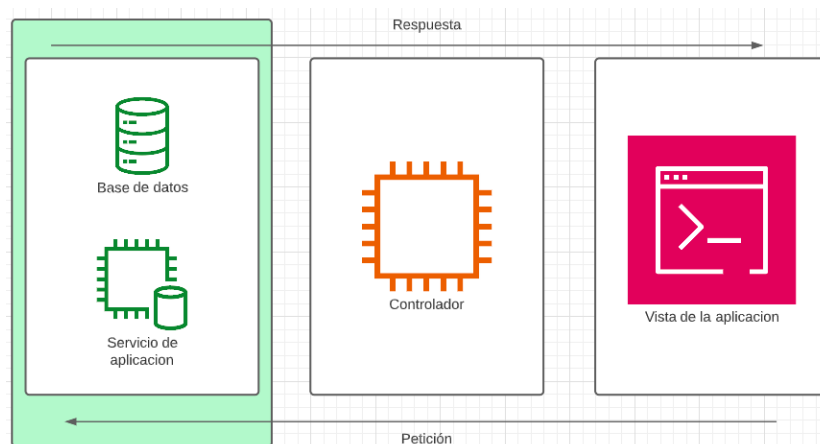 Respuesta
Base de datos
Servicio de
aplicacion
Controlador
Vista de la aplicacion
Petición